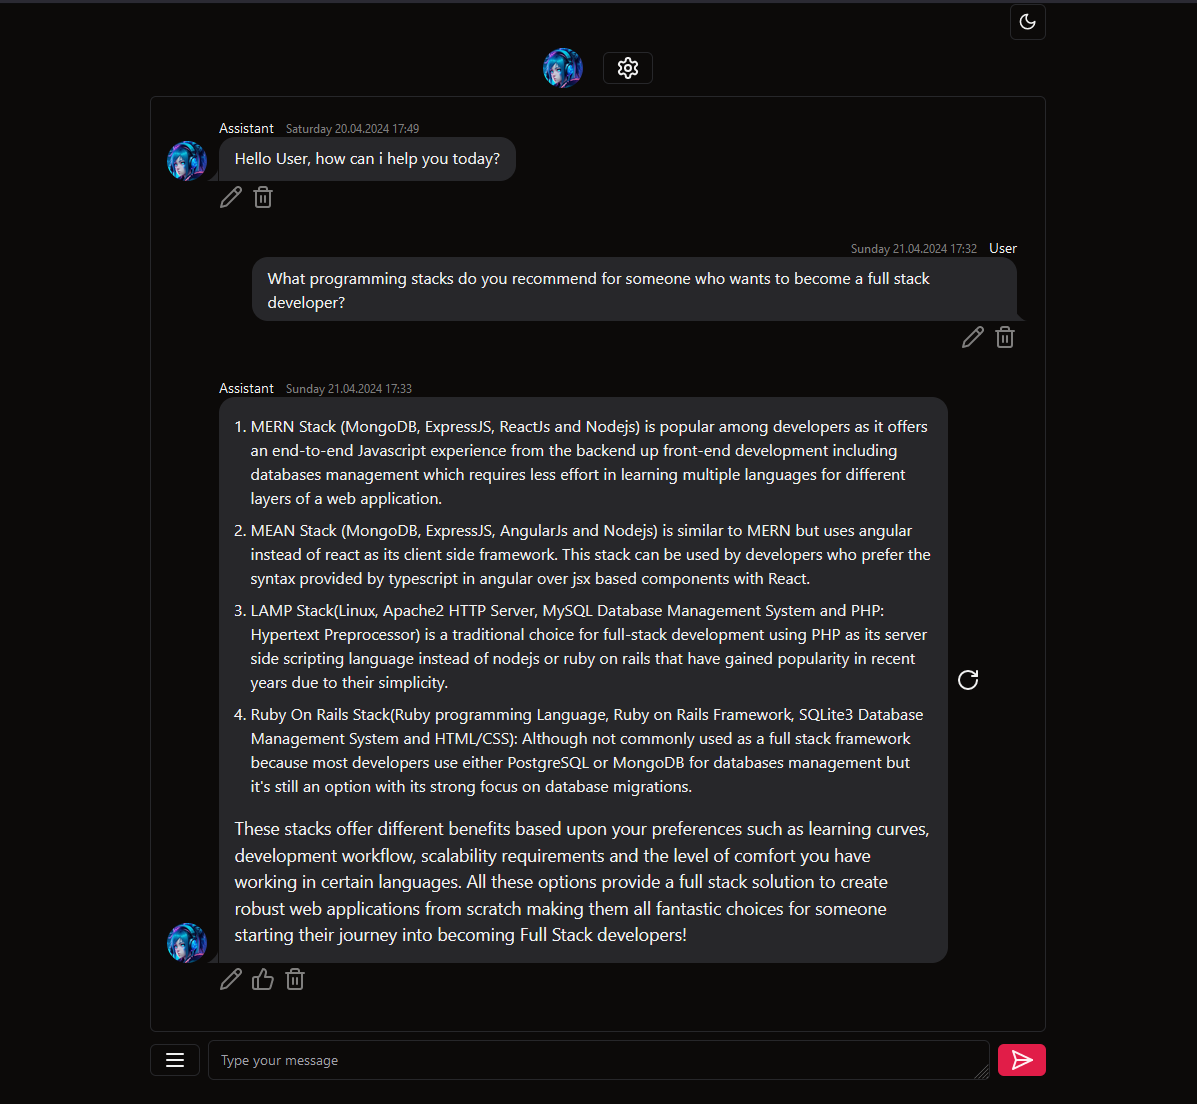 Assistant Saturday 20.04.2024 17:49
Hello User, how can i help you today?
Sunday 21.04.2024 17:32 User
What programming stacks do you recommend for someone who wants to become a full stack
developer?
Assistant Sunday 21.04.2024 17:33
1. MERN Stack (MongoDB, ExpressJS, ReactJs and Nodejs) is popular among developers as it offers
an end-to-end Javascript experience from the backend up front-end development including
databases management which requires less effort in learning multiple languages for different
layers of a web application.
2. MEAN Stack (MongoDB, ExpressJS, AngularJs and Nodejs) is similar to MERN but uses angular
instead of react as its client side framework. This stack can be used by developers who prefer the
syntax provided by typescript in angular over jsx based components with React.
3. LAMP Stack(Linux, Apache2 HTTP Server, MySQL Database Management System and PHP:
Hypertext Preprocessor) is a traditional choice for full-stack development using PHP as its server
side scripting language instead of nodejs or ruby on rails that have gained popularity in recent
years due to their simplicity.
4. Ruby On Rails Stack(Ruby programming Language, Ruby on Rails Framework, SQLite3 Database
Management System and HTML/CSS): Although not commonly used as a full stack framework
because most developers use either PostgreSQL or MongoDB for databases management but
it's still an option with its strong focus on database migrations.
These stacks offer different benefits based upon your preferences such as learning curves,
development workflow, scalability requirements and the level of comfort you have
working in certain languages. All these options provide a full stack solution to create
robust web applications from scratch making them all fantastic choices for someone
starting their journey into becoming Full Stack developers!
Type your message